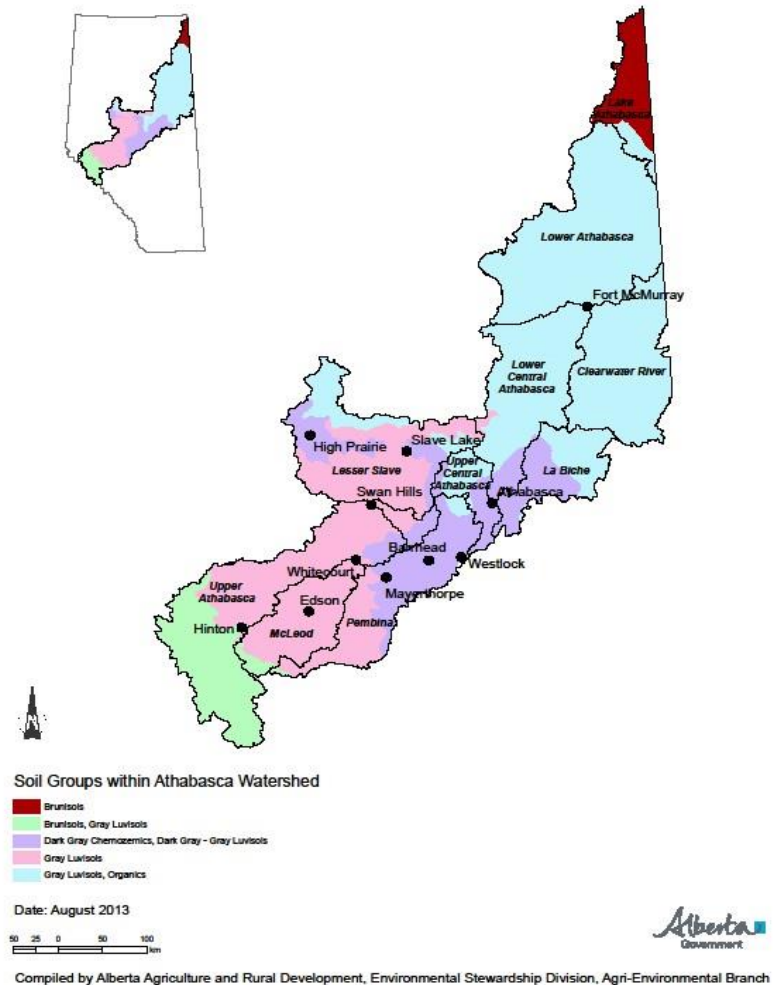 Lake
Athabasca
Lower Athabasca
Fort McMurray
Lower
Central
Athabasca
Clearwater River
High Prairie
Slave Lake
Lesser Slave
Upper
Central
Athabasca
La Biche
Athabasca
Swan Hills
Barrhead
Westlock
Whitecourt
Mayerthorpe
Upper
Athabasca
Edson
Pembina
Hinton
McLeod
Soil Groups within Athabasca Watershed
Brunisols
Brunisols, Gray Luvisols
Dark Gray Chernozemics, Dark Gray - Gray Luvisols
Gray Luvisols
Gray Luvisols, Organics
Date: August 2013
50 25 0 50 100
km
Alberta
Government
Compiled by Alberta Agriculture and Rural Development, Environmental Stewardship Division, Agri-Environmental Branch